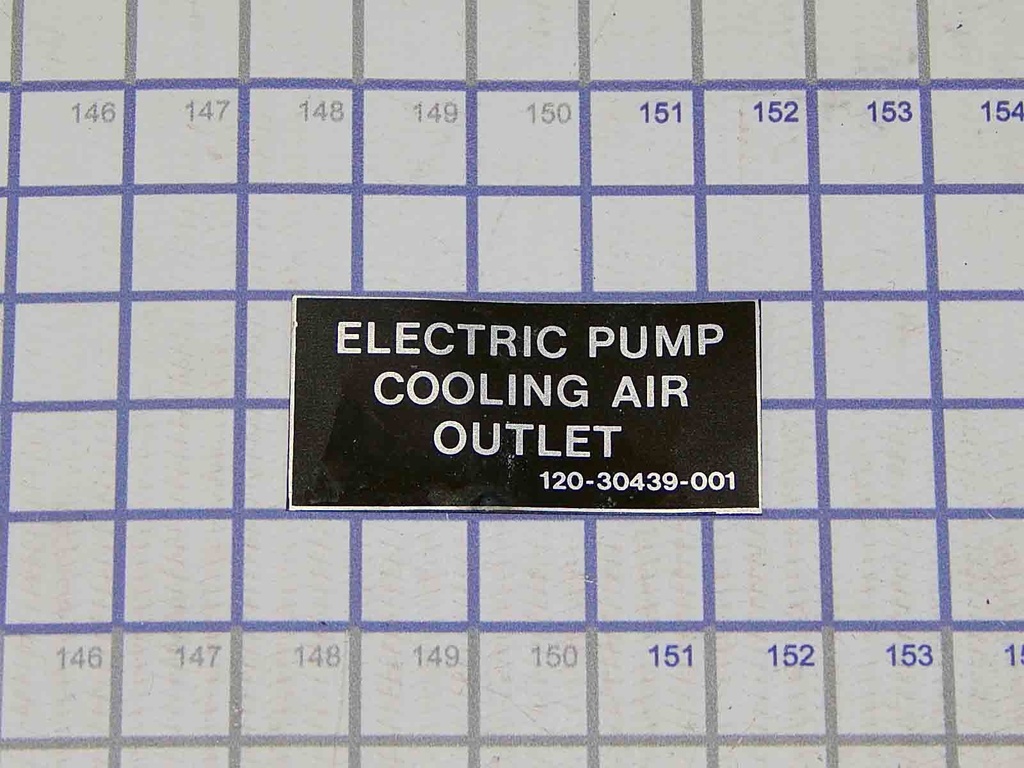 146 147 148 149 150 151 152 153 154
ELECTRIC PUMP
COOLING AIR
OUTLET
120-30439-001
146 147 148 149 150 151 152 153